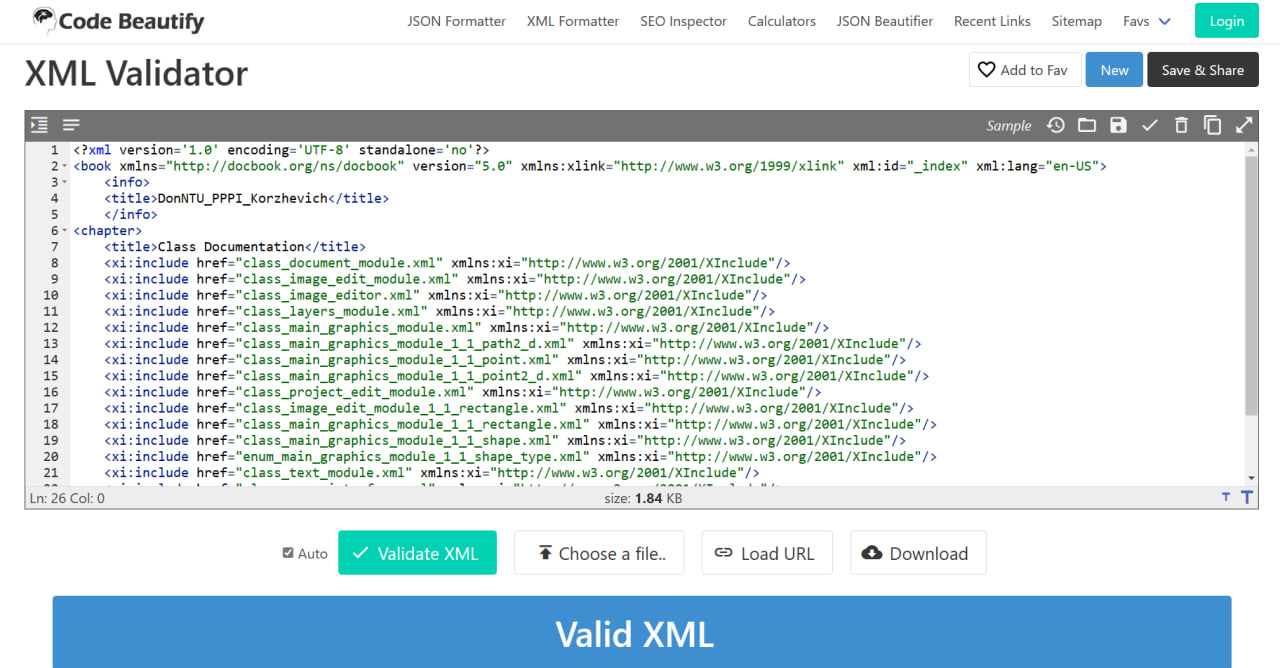 Code Beautify
JSON Formatter XML Formatter SEO Inspector Calculators JSON Beautifier Recent Links Sitemap Favs Login
XML Validator
Add to Fav New Save & Share
Sample
1 <?xml version='1.0' encoding='UTF-8' standalone='no'?>
2 <book xmlns="http://docbook.org/ns/docbook" version="5.0" xmlns:xlink="http://www.w3.org/1999/xlink" xml:id="_index" xml:lang="en-US">
3 <info>
4 <title>DonNTU_PPPI_Korzhevich</title>
5 </info>
6 <chapter>
7 <title>Class Documentation</title>
8 <xi:include href="class_document_module.xml" xmlns:xi="http://www.w3.org/2001/XInclude"/>
9 <xi:include href="class_image_edit_module.xml" xmlns:xi="http://www.w3.org/2001/XInclude"/>
10 <xi:include href="class_image_editor.xml" xmlns:xi="http://www.w3.org/2001/XInclude"/>
11 <xi:include href="class_layers_module.xml" xmlns:xi="http://www.w3.org/2001/XInclude"/>
12 <xi:include href="class_main_graphics_module.xml" xmlns:xi="http://www.w3.org/2001/XInclude"/>
13 <xi:include href="class_main_graphics_module_1_1_path2_d.xml" xmlns:xi="http://www.w3.org/2001/XInclude"/>
14 <xi:include href="class_main_graphics_module_1_1_point.xml" xmlns:xi="http://www.w3.org/2001/XInclude"/>
15 <xi:include href="class_main_graphics_module_1_1_point2_d.xml" xmlns:xi="http://www.w3.org/2001/XInclude"/>
16 <xi:include href="class_project_edit_module.xml" xmlns:xi="http://www.w3.org/2001/XInclude"/>
17 <xi:include href="class_image_edit_module_1_1_rectangle.xml" xmlns:xi="http://www.w3.org/2001/XInclude"/>
18 <xi:include href="class_main_graphics_module_1_1_rectangle.xml" xmlns:xi="http://www.w3.org/2001/XInclude"/>
19 <xi:include href="class_main_graphics_module_1_1_shape.xml" xmlns:xi="http://www.w3.org/2001/XInclude"/>
20 <xi:include href="enum_main_graphics_module_1_1_shape_type.xml" xmlns:xi="http://www.w3.org/2001/XInclude"/>
21 <xi:include href="class_text_module.xml" xmlns:xi="http://www.w3.org/2001/XInclude"/>
Ln: 26 Col: 0 size: 1.84 KB T T
Auto Validate XML Choose a file.. Load URL Download
Valid XML